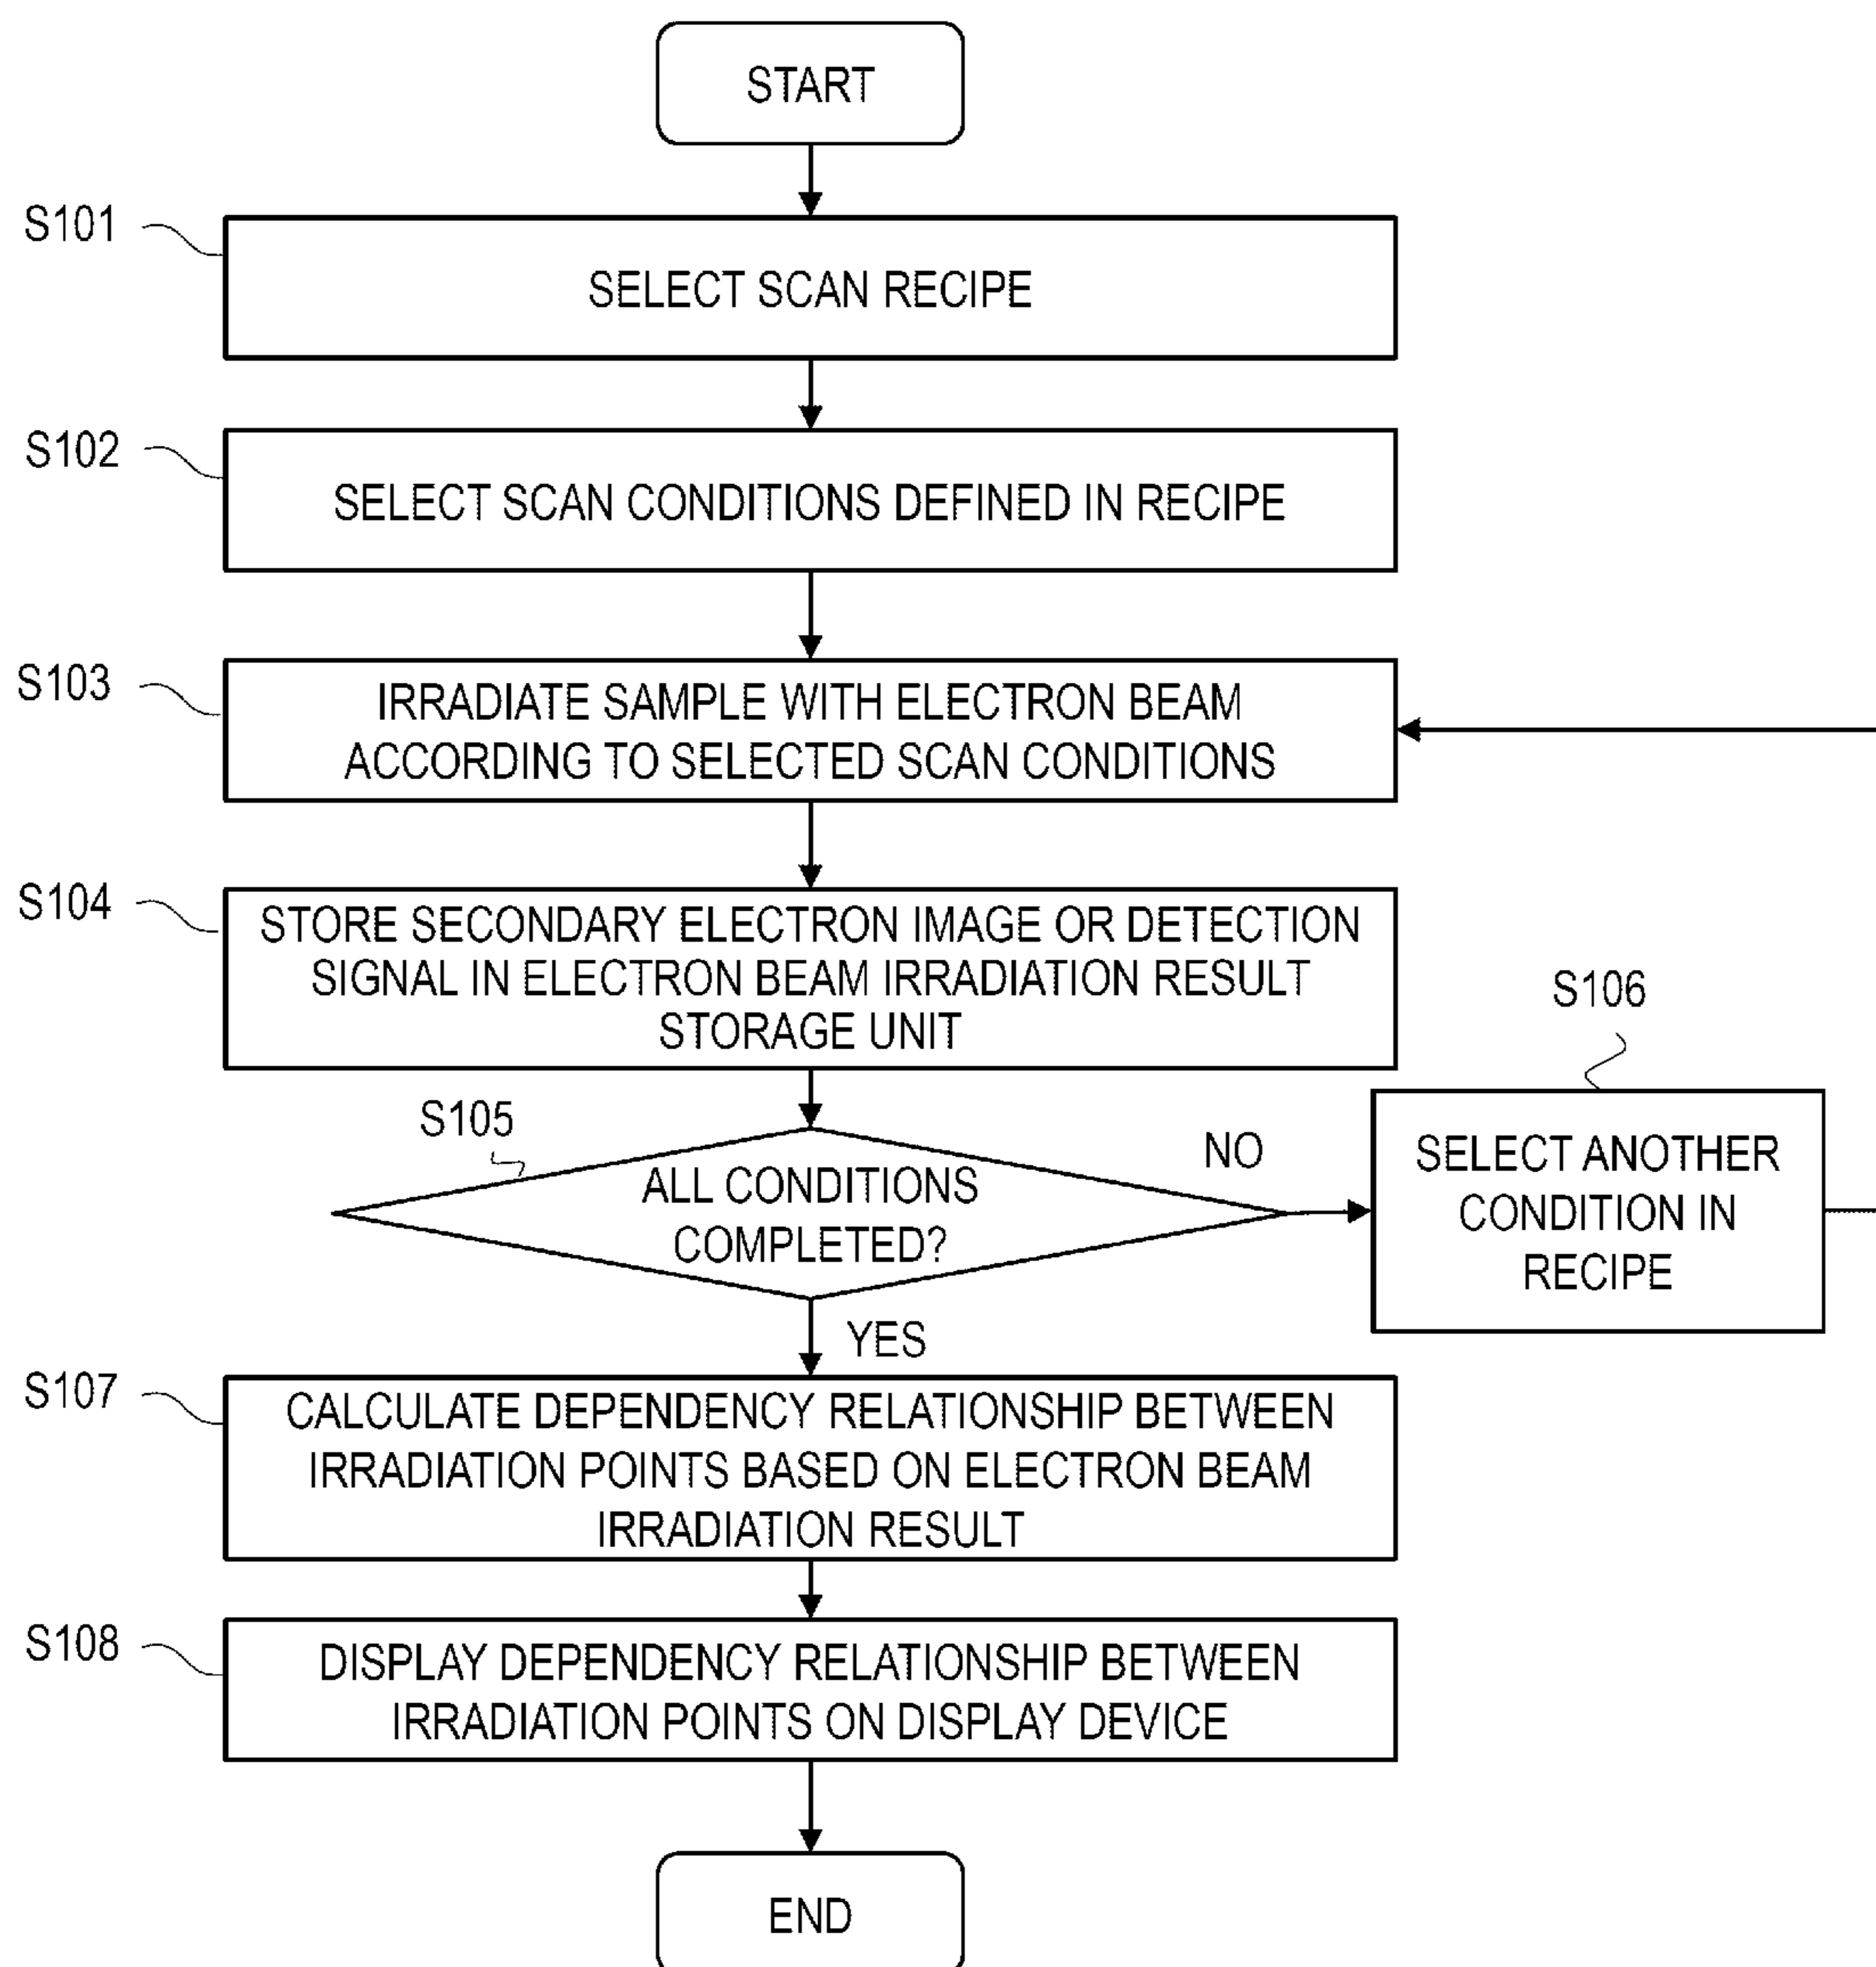 START
S101
SELECT SCAN RECIPE
S102
SELECT SCAN CONDITIONS DEFINED IN RECIPE
S103
IRRADIATE SAMPLE WITH ELECTRON BEAM
ACCORDING TO SELECTED SCAN CONDITIONS
S104
STORE SECONDARY ELECTRON IMAGE OR DETECTION
SIGNAL IN ELECTRON BEAM IRRADIATION RESULT
STORAGE UNIT
S105
ALL CONDITIONS
COMPLETED?
NO
S106
SELECT ANOTHER
CONDITION IN
RECIPE
YES
S107
CALCULATE DEPENDENCY RELATIONSHIP BETWEEN
IRRADIATION POINTS BASED ON ELECTRON BEAM
IRRADIATION RESULT
S108
DISPLAY DEPENDENCY RELATIONSHIP BETWEEN
IRRADIATION POINTS ON DISPLAY DEVICE
END